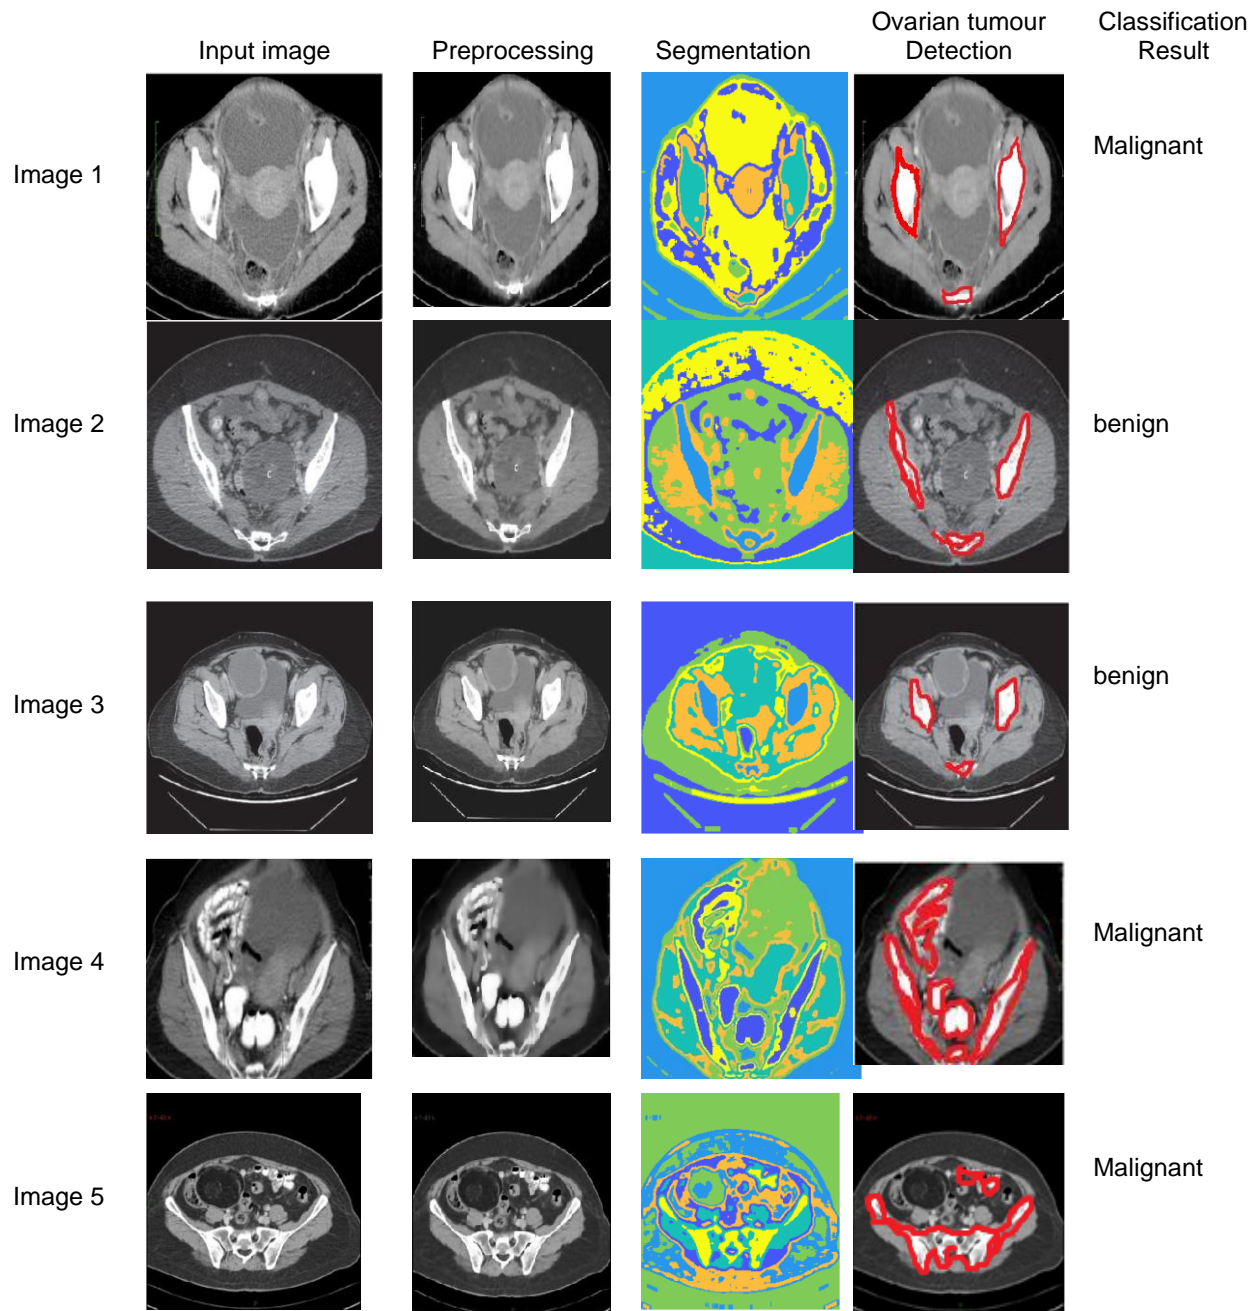 Ovarian tumour Classification
Input image Preprocessing Segmentation Detection Result
Image 1 Malignant
Image 2 benign
Image 3 benign
Image 4 Malignant
Image 5 Malignant